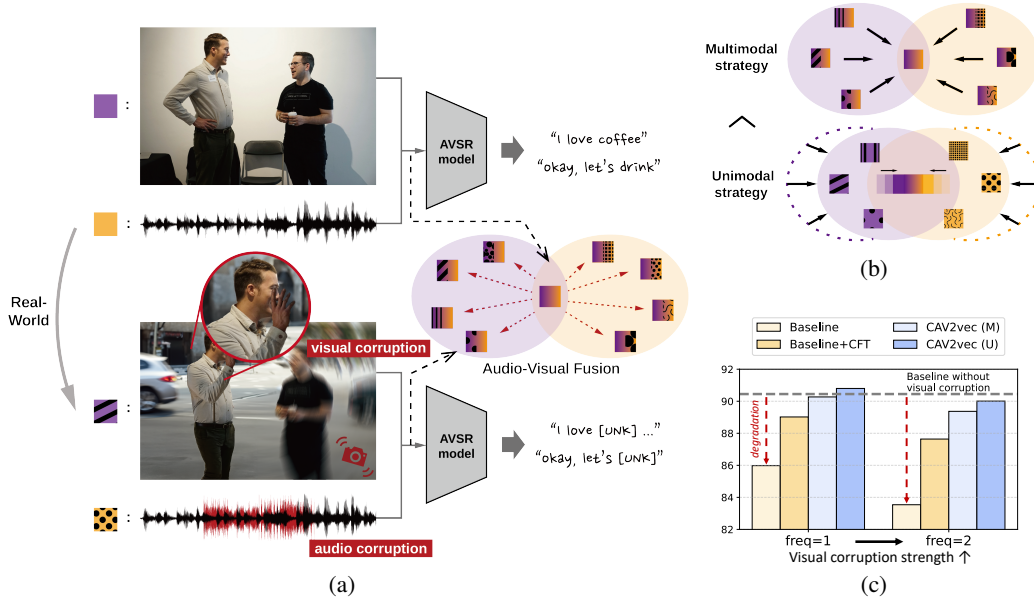 :
AVSR
model
“I love coffee”
“okay, let’s drink”
:
Real-
World
visual corruption
Audio-Visual Fusion
:
AVSR
model
“I love [UNK] ...”
“okay, let’s [UNK]”
:
audio corruption
(a)
Multimodal
strategy
Unimodal
strategy
(b)
Baseline
Baseline+CFT
CAV2vec (M)
CAV2vec (U)
92
90
88
86
84
82
degradation
Baseline without
visual corruption
freq=1
freq=2
Visual corruption strength ↑
(c)